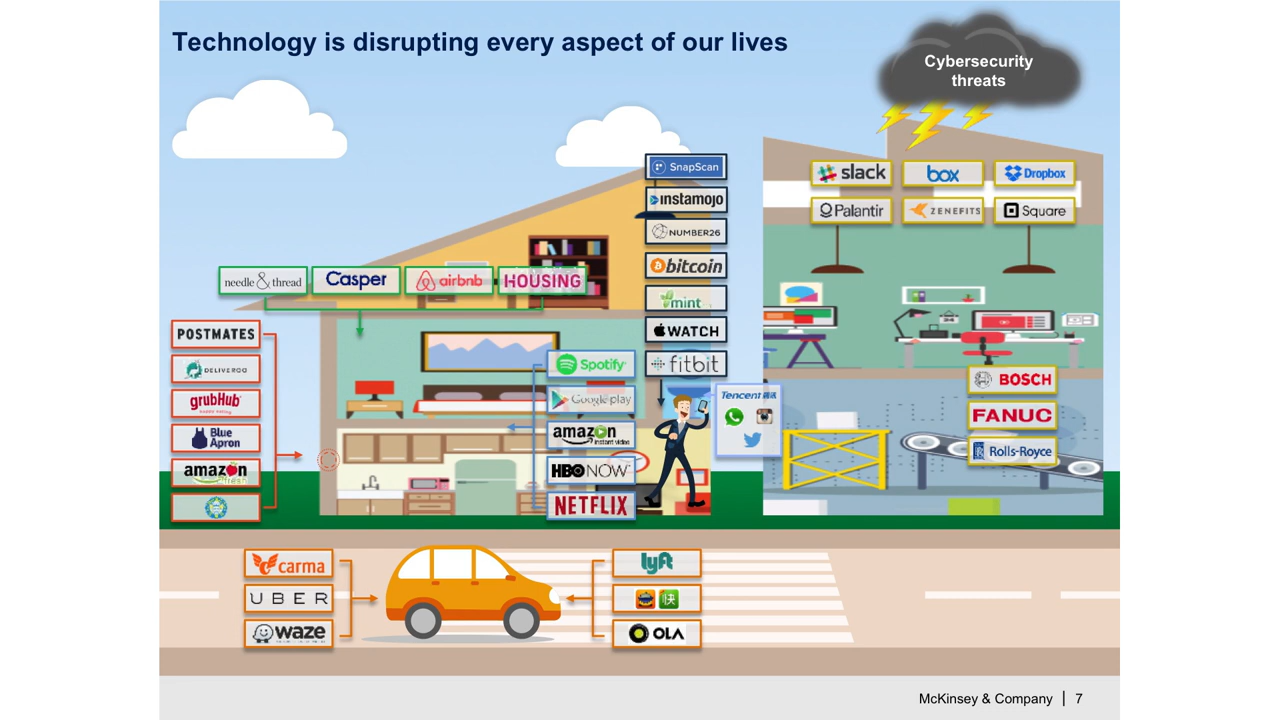 Technology is disrupting every aspect of our lives
Cybersecurity
threats
SnapScan
instamojo
NUMBER26
bitcoin
mint
WATCH
fitbit
slack
box
Dropbox
Palantir
ZENEFITS
Square
needle & thread
Casper
airbnb
HOUSING
POSTMATES
DELIVEROO
grubHub
Blue
Apron
amazon
fresh
Spotify
Google play
amazon
instant video
HBO NOW
NETFLIX
Tencent 腾讯
BOSCH
FANUC
Rolls-Royce
carma
UBER
waze
lyft
快
OLA
McKinsey & Company | 7